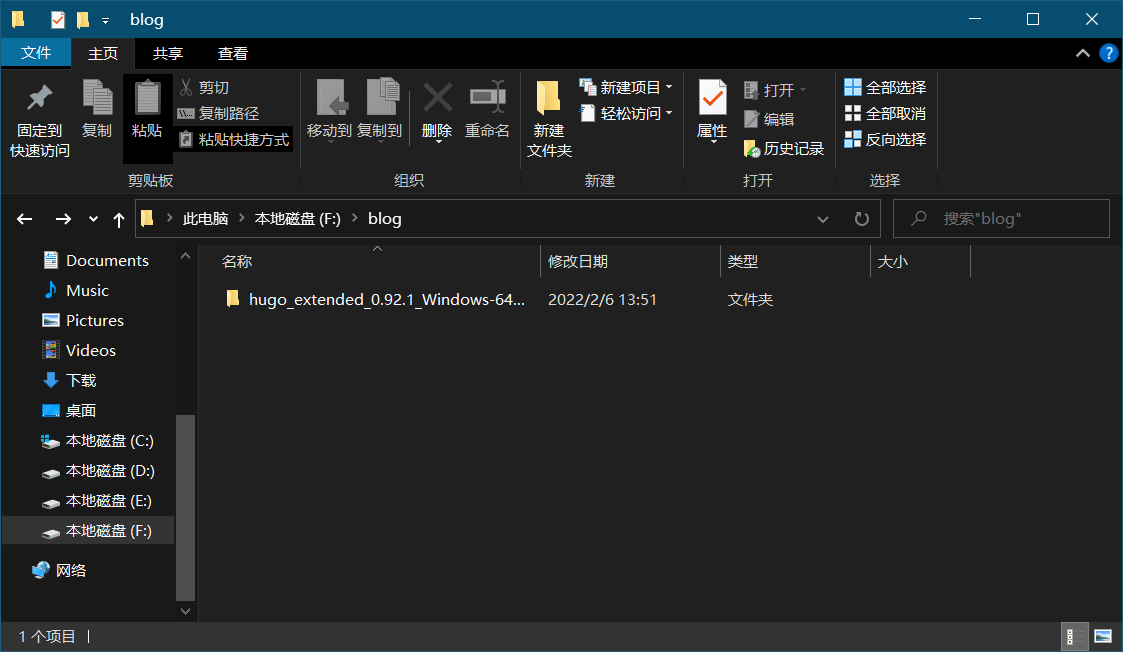 blog
文件 主页 共享 查看
固定到
快速访问
复制
粘贴
剪切
复制路径
粘贴快捷方式
剪贴板
移动到
复制到
删除
重命名
组织
新建
文件夹
新建项目
轻松访问
新建
属性
打开
编辑
历史记录
打开
全部选择
全部取消
反向选择
选择
此电脑 本地磁盘 (F:) blog
搜索"blog"
Documents
Music
Pictures
Videos
下载
桌面
本地磁盘 (C:)
本地磁盘 (D:)
本地磁盘 (E:)
本地磁盘 (F:)
网络
名称 修改日期 类型 大小
hugo_extended_0.92.1_Windows-64... 2022/2/6 13:51 文件夹
1 个项目